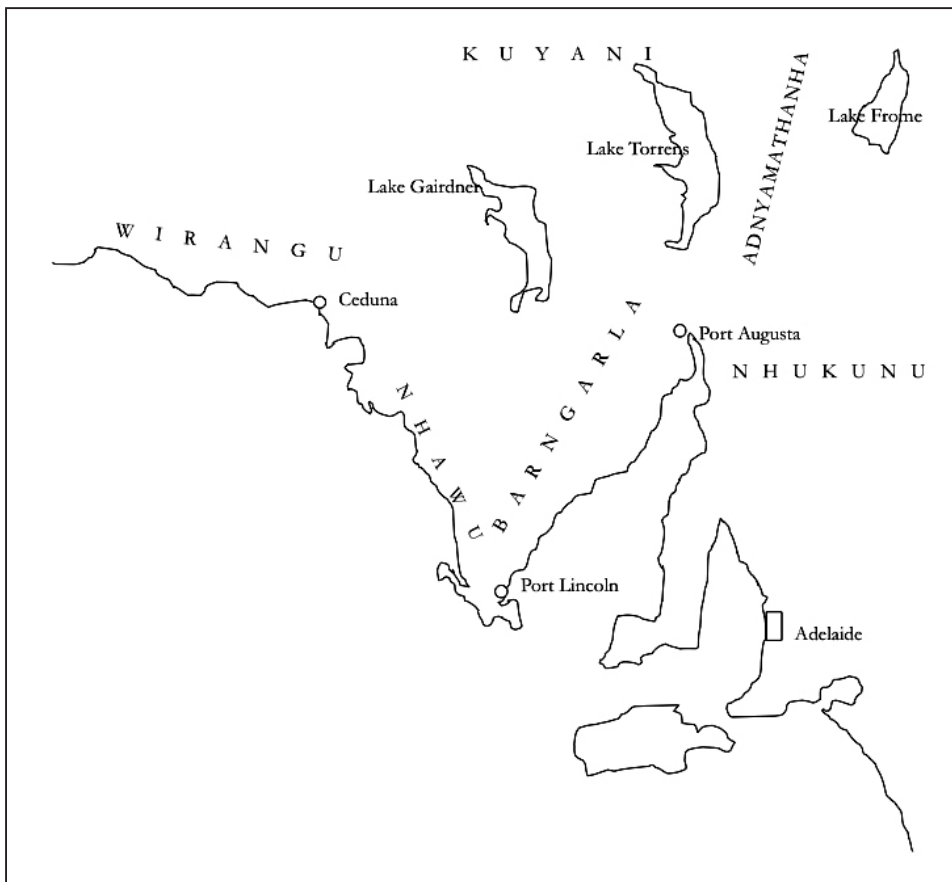 K U Y A N I
ADNYAMATHANHA
Lake Frome
Lake Torrens
Lake Gairdner
W I R A N G U
Ceduna
B A R N G A R L A
Port Augusta
N H U K U N U
N H A W U
Port Lincoln
Adelaide